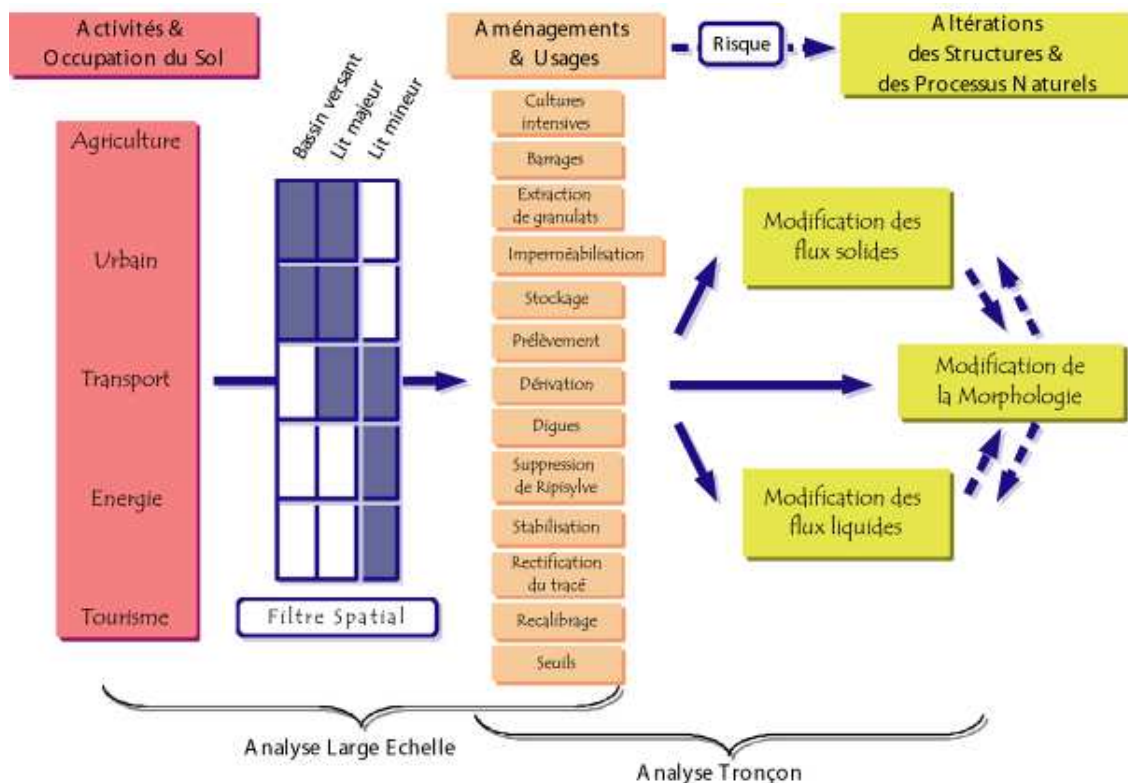 Activités &
Occupation du Sol
Aménagements
& Usages
Risque
Altérations
des Structures &
des Processus Naturels
Bassin versant
Lit majeur
Lit mineur
Agriculture
Urbain
Transport
Energie
Tourisme
Filtre Spatial
Cultures
intensives
Barrages
Extraction
de granulats
Imperméabilisation
Stockage
Prélèvement
Dérivation
Digues
Suppression
de Ripisylve
Stabilisation
Rectification
du tracé
Recalibrage
Seuils
Modification des
flux solides
Modification de
la Morphologie
Modification des
flux liquides
Analyse Large Echelle
Analyse Tronçon